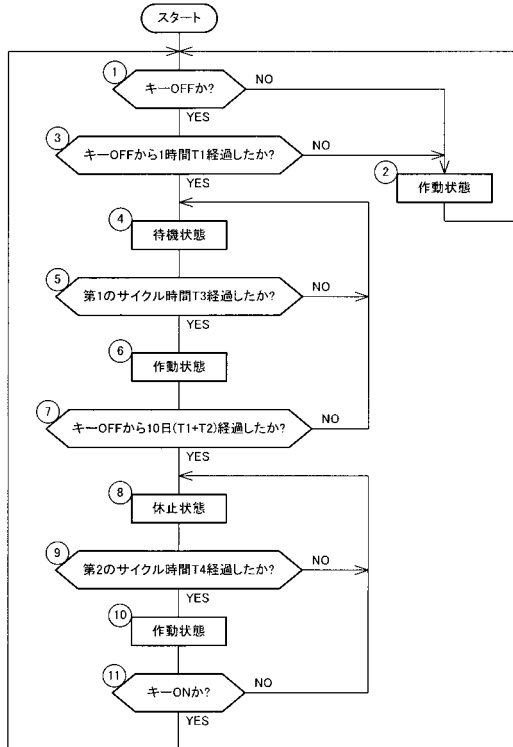 スタート
1
キーOFFか?
NO
YES
3
キーOFFから1時間T1経過したか?
NO
YES
2
作動状態
4
待機状態
5
第1のサイクル時間T3経過したか?
NO
YES
6
作動状態
7
キーOFFから10日(T1+T2)経過したか?
NO
YES
8
休止状態
9
第2のサイクル時間T4経過したか?
NO
YES
10
作動状態
11
キーONか?
NO
YES